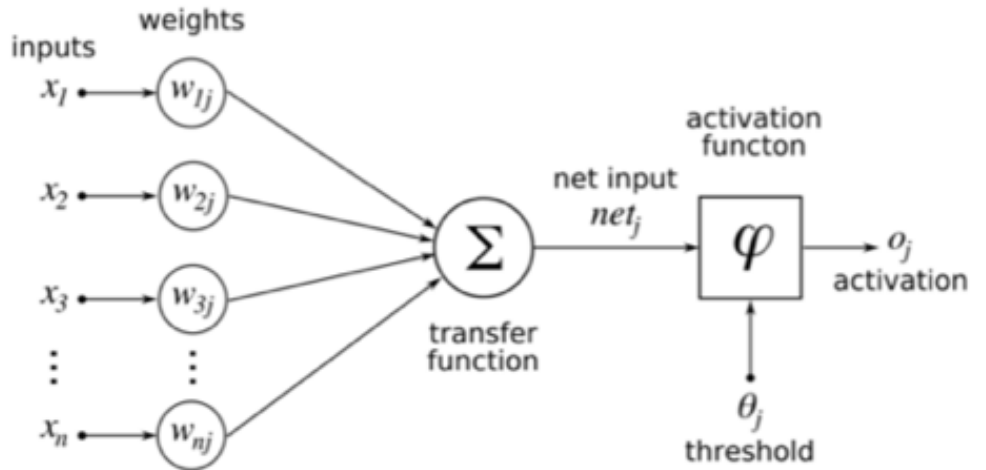 weights
inputs
x1
w1j
x2
w2j
x3
w3j
⋮
⋮
xn
wnj
Σ
transfer
function
net input
netj
activation
functon
φ
oj
activation
θj
threshold